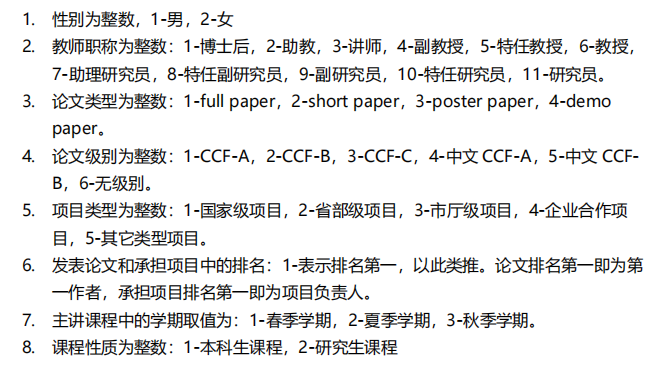 1. 性别为整数，1-男，2-女
2. 教师职称为整数：1-博士后，2-助教，3-讲师，4-副教授，5-特任教授，6-教授，
7-助理研究员，8-特任副研究员，9-副研究员，10-特任研究员，11-研究员。
3. 论文类型为整数：1-full paper，2-short paper，3-poster paper，4-demo
paper。
4. 论文级别为整数：1-CCF-A，2-CCF-B，3-CCF-C，4-中文 CCF-A，5-中文 CCF-
B，6-无级别。
5. 项目类型为整数：1-国家级项目，2-省部级项目，3-市厅级项目，4-企业合作项
目，5-其它类型项目。
6. 发表论文和承担项目中的排名：1-表示排名第一，以此类推。论文排名第一即为第
一作者，承担项目排名第一即为项目负责人。
7. 主讲课程中的学期取值为：1-春季学期，2-夏季学期，3-秋季学期。
8. 课程性质为整数：1-本科生课程，2-研究生课程